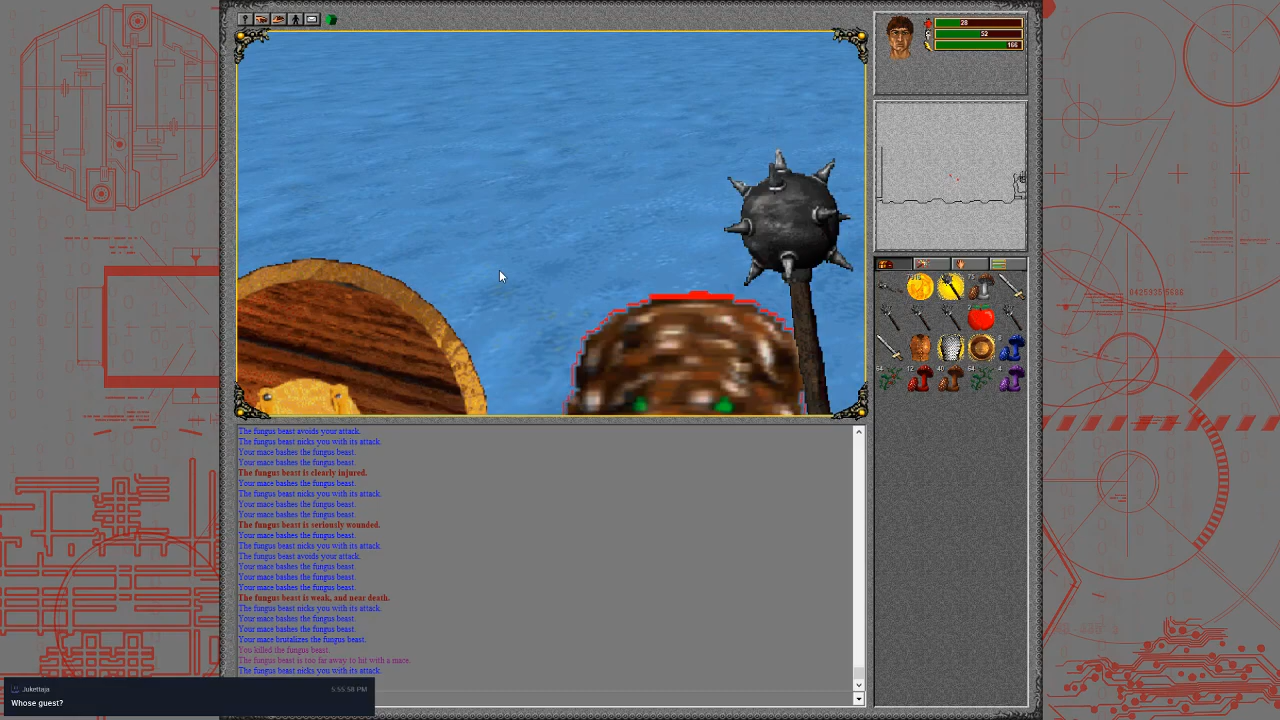 28
52
166
The fungus beast avoids your attack.
The fungus beast nicks you with its attack.
Your mace bashes the fungus beast.
Your mace bashes the fungus beast.
The fungus beast is clearly injured.
Your mace bashes the fungus beast.
The fungus beast nicks you with its attack.
Your mace bashes the fungus beast.
Your mace bashes the fungus beast.
The fungus beast is seriously wounded.
Your mace bashes the fungus beast.
The fungus beast nicks you with its attack.
The fungus beast avoids your attack.
Your mace bashes the fungus beast.
Your mace bashes the fungus beast.
Your mace bashes the fungus beast.
The fungus beast is weak, and near death.
The fungus beast nicks you with its attack.
Your mace bashes the fungus beast.
Your mace bashes the fungus beast.
Your mace brutalizes the fungus beast.
You killed the fungus beast.
The fungus beast is too far away to hit with a mace.
The fungus beast nicks you with its attack.
75
64
12
40
64
4
Jukettaja
5:55:58 PM
Whose guest?